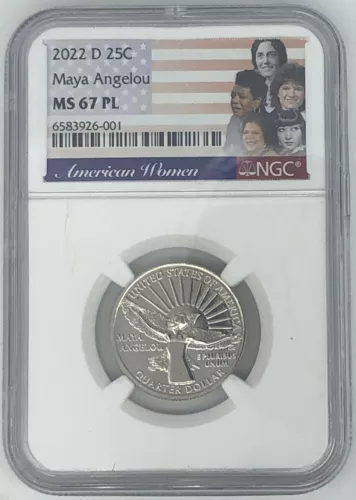 2022 D 25C
Maya Angelou
MS 67 PL
6583926-001
American Women
NGC®
UNITED STATES OF AMERICA
MAYA
ANGELOU
E PLURIBUS
UNUM
QUARTER DOLLAR